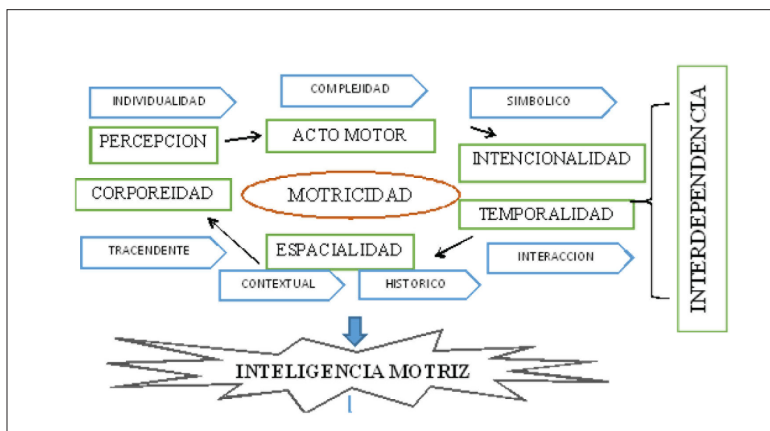 INDIVIDUALIDAD
COMPLEJIDAD
SIMBOLICO
PERCEPCION
ACTO MOTOR
INTENCIONALIDAD
CORPOREIDAD
MOTRICIDAD
TEMPORALIDAD
TRACENDENTE
ESPACIALIDAD
INTERACCION
CONTEXTUAL
HISTORICO
INTERDEPENDENCIA
INTELIGENCIA MOTRIZ